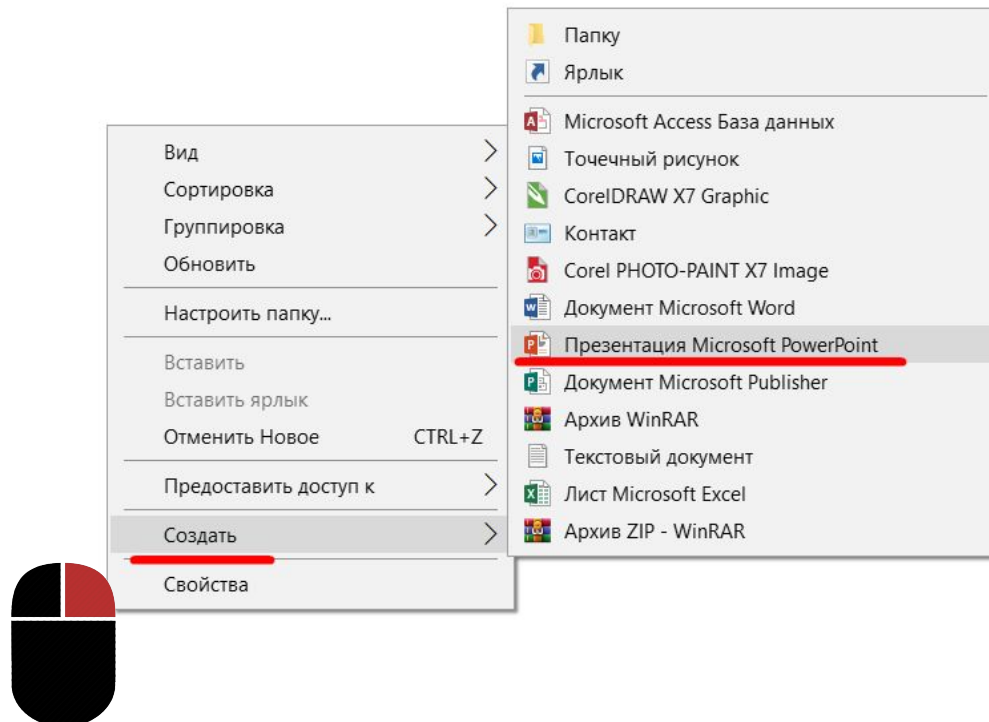 Вид
Сортировка
Группировка
Обновить
Настроить папку...
Вставить
Вставить ярлык
Отменить Новое CTRL+Z
Предоставить доступ к
Создать
Свойства
Папку
Ярлык
Microsoft Access База данных
Точечный рисунок
CorelDRAW X7 Graphic
Контакт
Corel PHOTO-PAINT X7 Image
Документ Microsoft Word
Презентация Microsoft PowerPoint
Документ Microsoft Publisher
Архив WinRAR
Текстовый документ
Лист Microsoft Excel
Архив ZIP - WinRAR